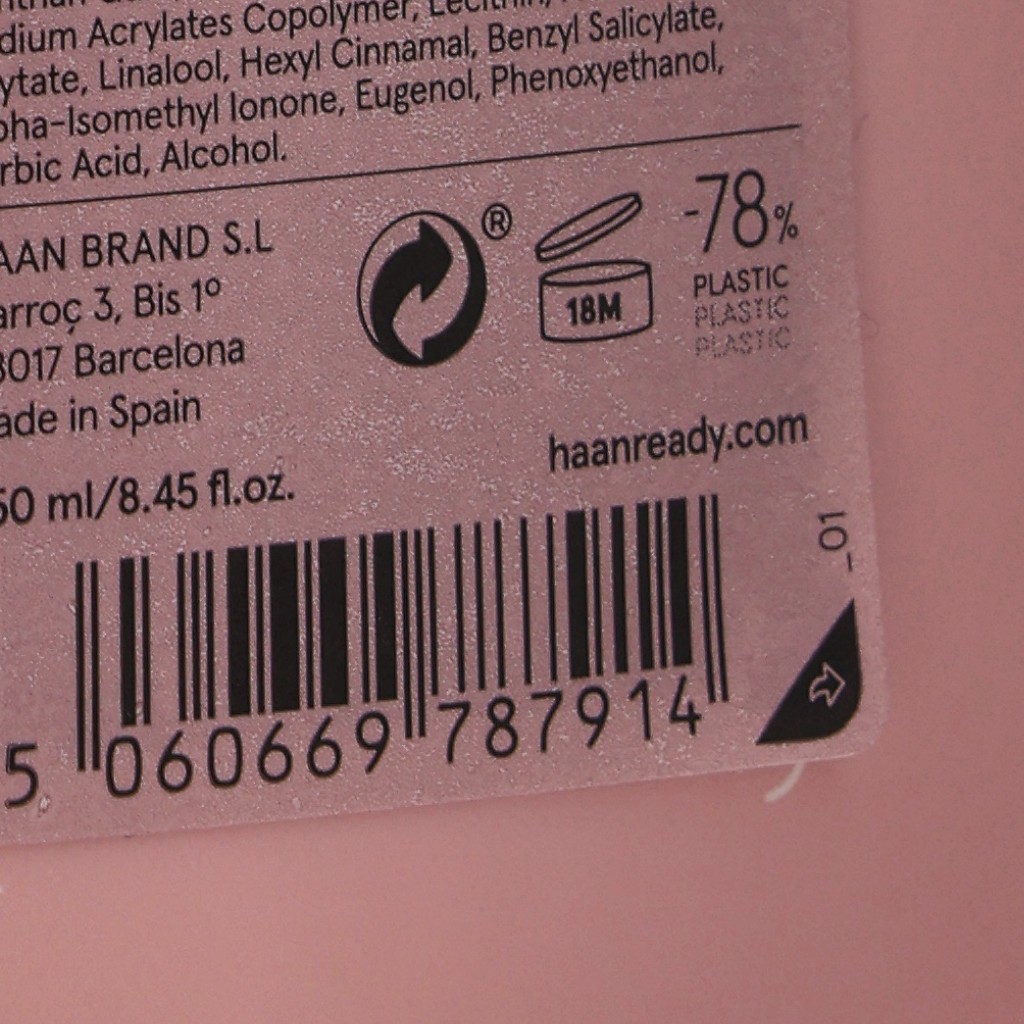 dium Acrylates Copolymer, Lecithin,
ytate, Linalool, Hexyl Cinnamal, Benzyl Salicylate,
pha-Isomethyl Ionone, Eugenol, Phenoxyethanol,
rbic Acid, Alcohol.
AAN BRAND S.L
arroç 3, Bis 1º
8017 Barcelona
ade in Spain
50 ml/8.45 fl.oz.
®
18M
-78%
PLASTIC
PLASTIC
PLASTIC
haanready.com
_01
5 060669 787914